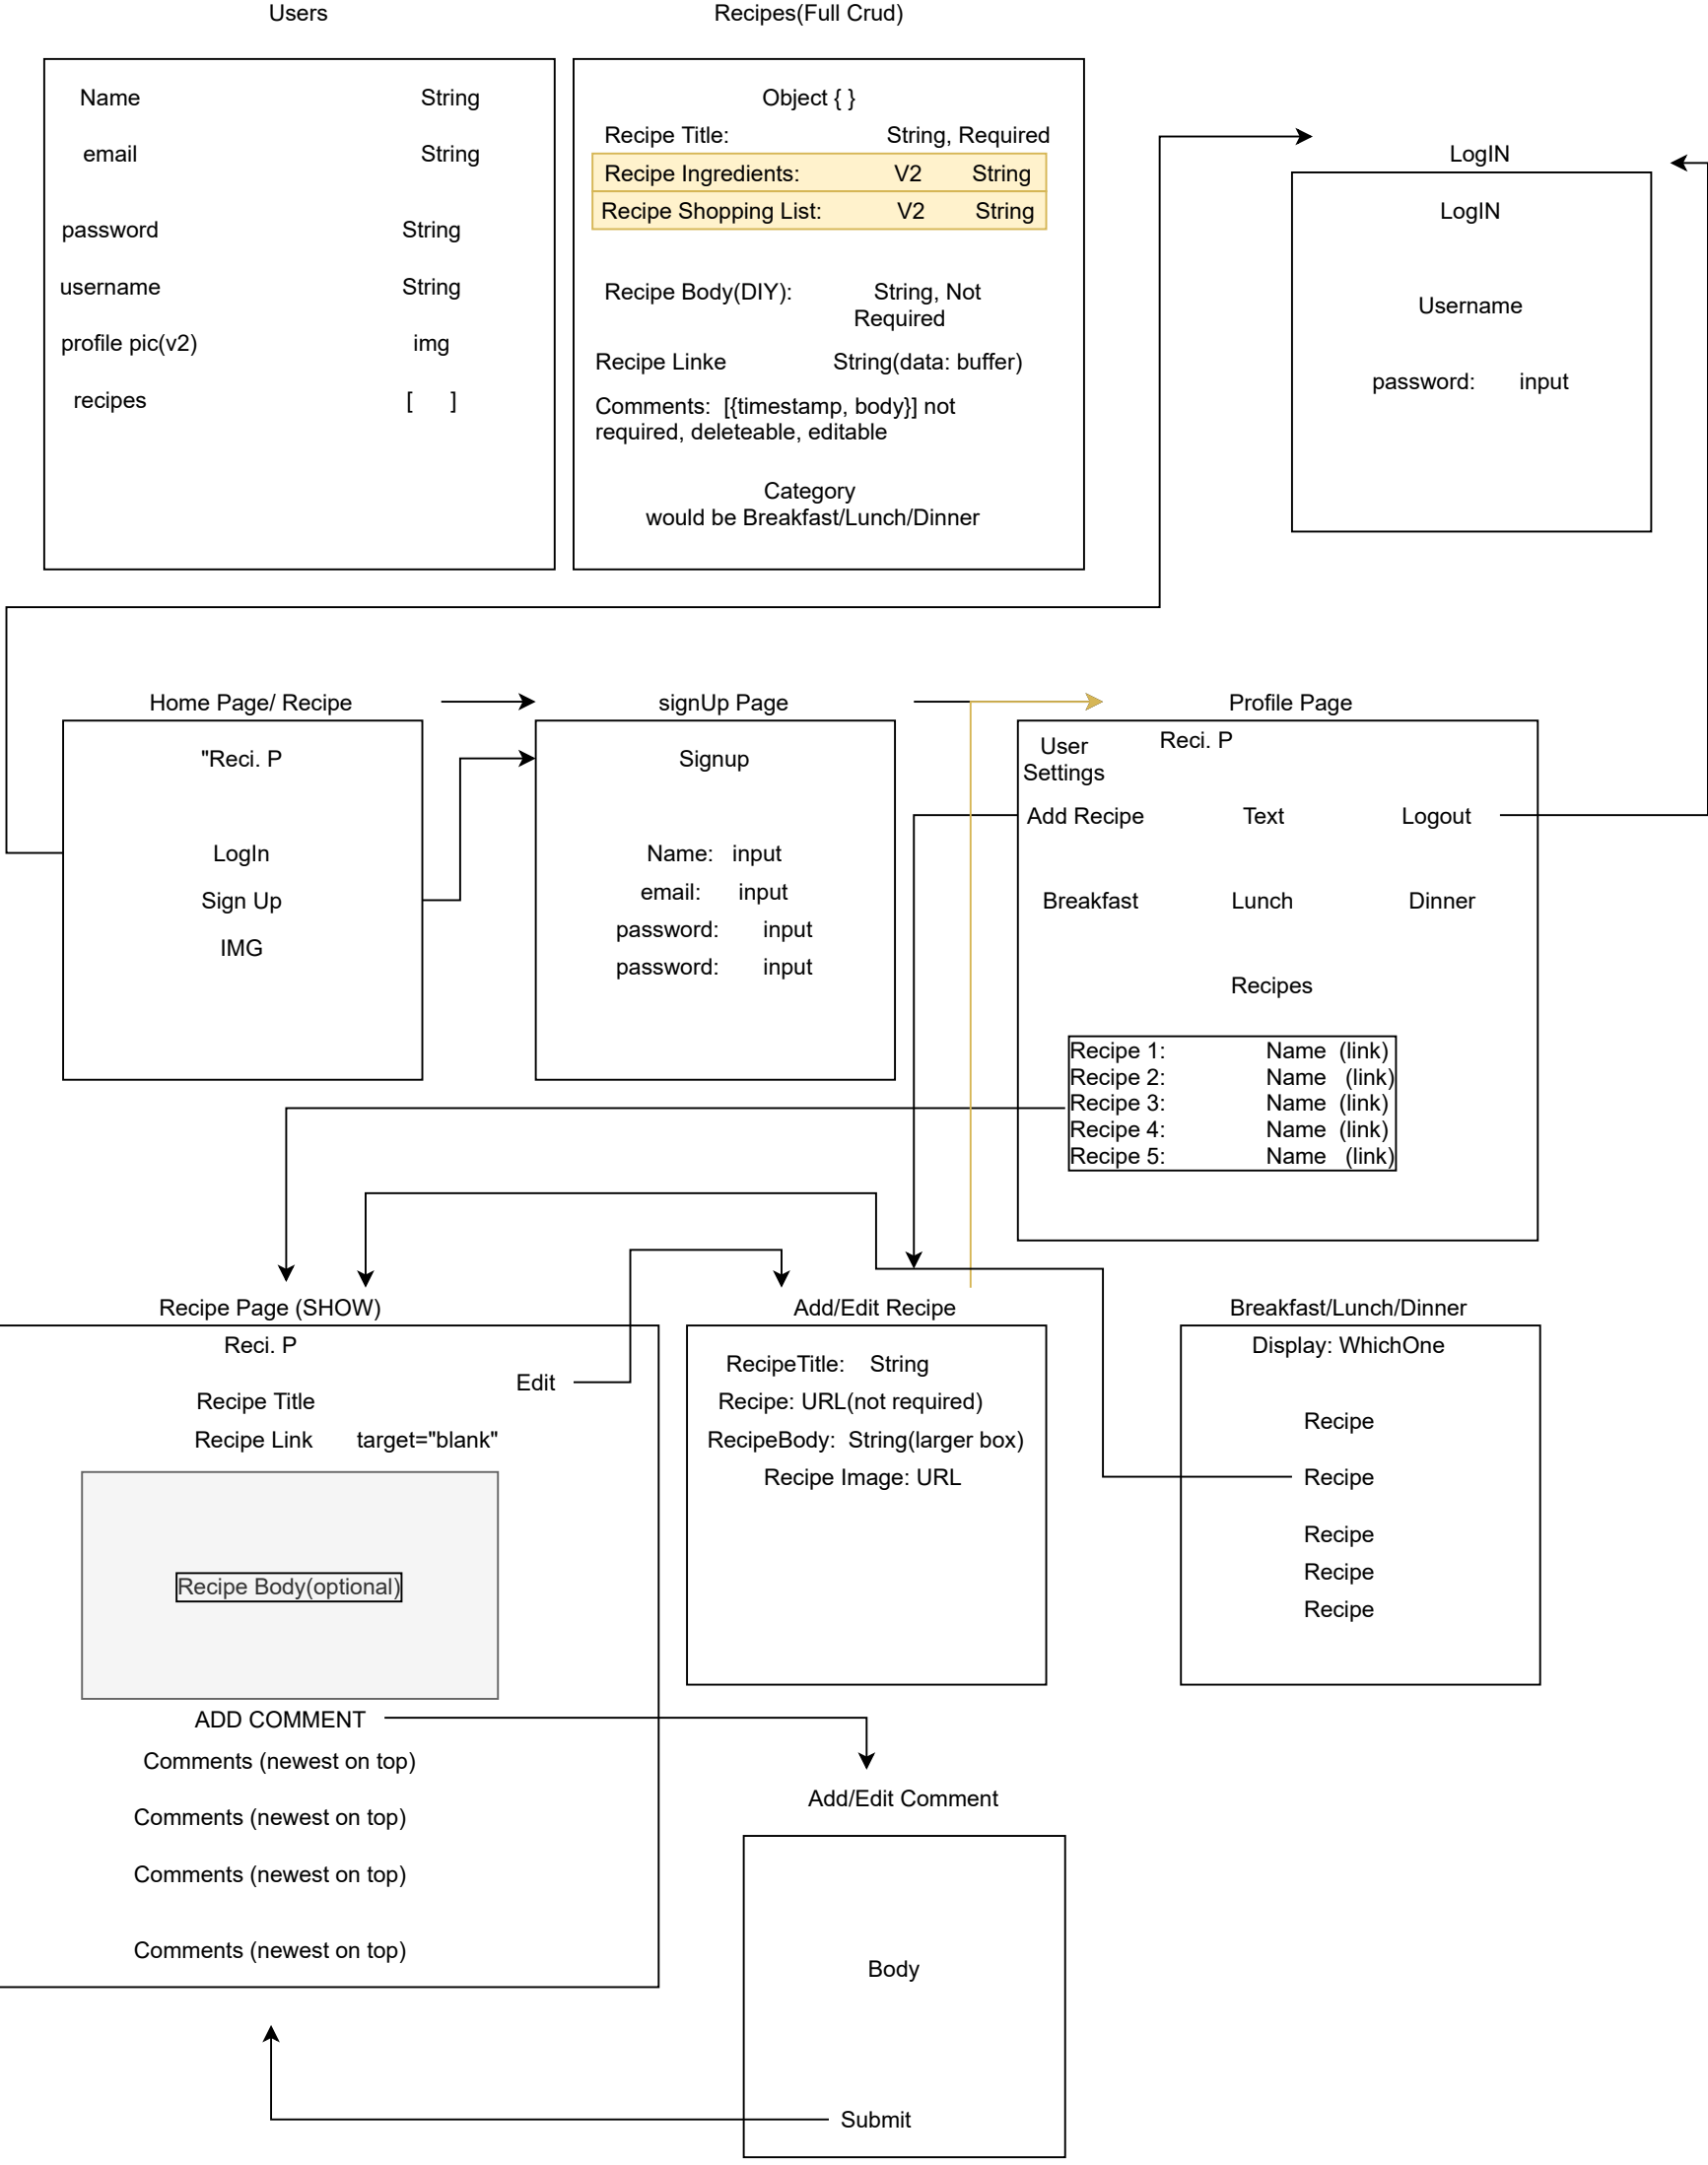 Users
Name String
email String
password String
username String
profile pic(v2) img
recipes [ ]
Recipes(Full Crud)
Object { }
Recipe Title: String, Required
Recipe Ingredients: V2 String
Recipe Shopping List: V2 String
Recipe Body(DIY): String, Not
Required
Recipe Linke String(data: buffer)
Comments: [{timestamp, body}] not
required, deleteable, editable
Category
would be Breakfast/Lunch/Dinner
LogIN
LogIN
Username
password: input
Home Page/ Recipe
"Reci. P
LogIn
Sign Up
IMG
signUp Page
Signup
Name: input
email: input
password: input
password: input
Profile Page
User
Settings
Reci. P
Add Recipe Text Logout
Breakfast Lunch Dinner
Recipes
Recipe 1: Name (link)
Recipe 2: Name (link)
Recipe 3: Name (link)
Recipe 4: Name (link)
Recipe 5: Name (link)
Recipe Page (SHOW)
Reci. P
Edit
Recipe Title
Recipe Link target="blank"
Recipe Body(optional)
ADD COMMENT
Comments (newest on top)
Comments (newest on top)
Comments (newest on top)
Comments (newest on top)
Add/Edit Recipe
RecipeTitle: String
Recipe: URL(not required)
RecipeBody: String(larger box)
Recipe Image: URL
Breakfast/Lunch/Dinner
Display: WhichOne
Recipe
Recipe
Recipe
Recipe
Recipe
Add/Edit Comment
Body
Submit